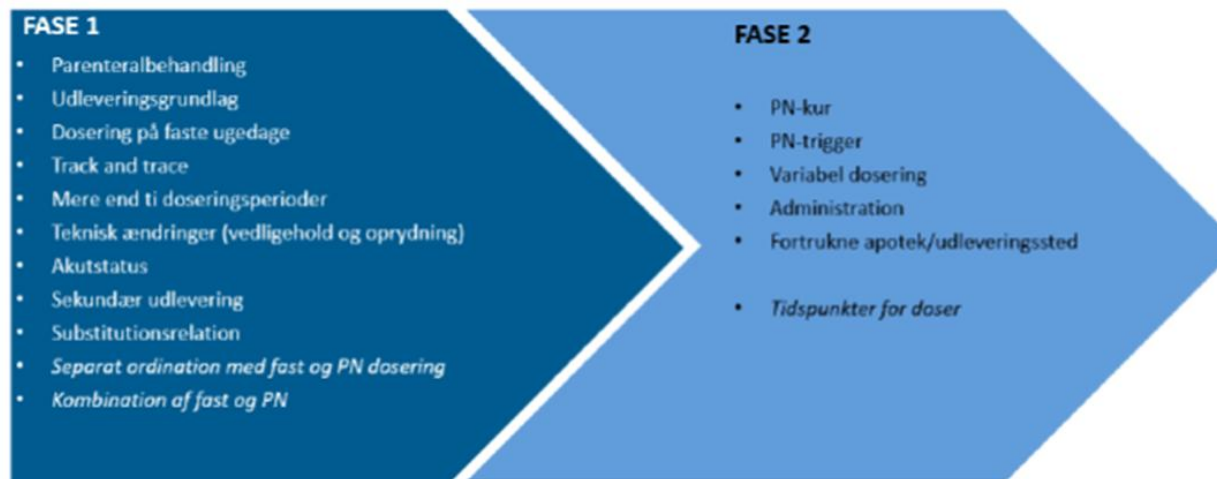 FASE 1
• Parenteralbehandling
• Udleveringsgrundlag
• Dosering på faste ugedage
• Track and trace
• Mere end ti doseringsperioder
• Teknisk ændringer (vedligehold og oprydning)
• Akutstatus
• Sekundær udlevering
• Substitutionsrelation
• Separat ordination med fast og PN dosering
• Kombination af fast og PN
FASE 2
• PN-kur
• PN-trigger
• Variabel dosering
• Administration
• Fortrukne apotek/udleveringssted
• Tidspunkter for doser